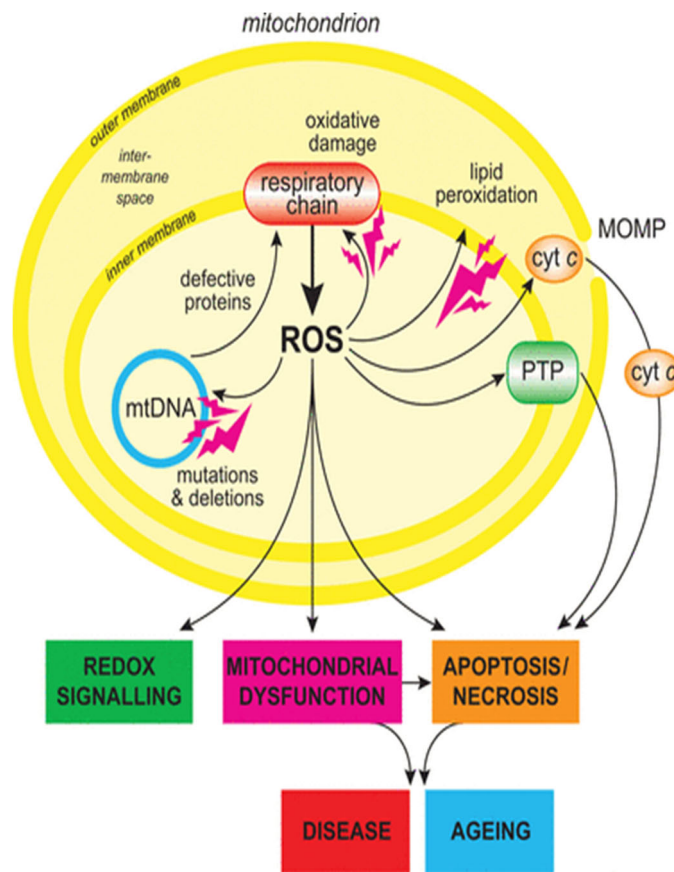 mitochondrion
outer membrane
inter-
membrane
space
inner membrane
oxidative
damage
respiratory
chain
lipid
peroxidation
MOMP
cyt c
defective
proteins
ROS
PTP
cyt c
mtDNA
mutations
& deletions
REDOX
SIGNALLING
MITOCHONDRIAL
DYSFUNCTION
APOPTOSIS/
NECROSIS
DISEASE
AGEING